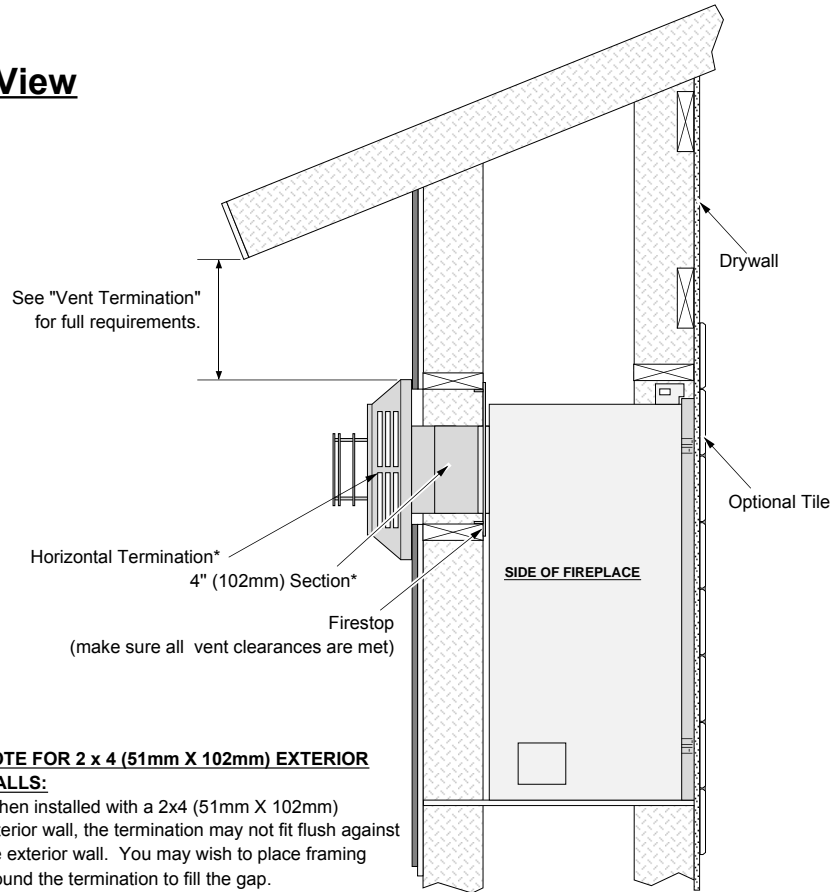 View
See "Vent Termination"
for full requirements.
Drywall
Optional Tile
Horizontal Termination*
4" (102mm) Section*
SIDE OF FIREPLACE
Firestop
(make sure all vent clearances are met)
OTE FOR 2 x 4 (51mm X 102mm) EXTERIOR
ALLS:
hen installed with a 2x4 (51mm X 102mm)
terior wall, the termination may not fit flush against
e exterior wall. You may wish to place framing
ound the termination to fill the gap.